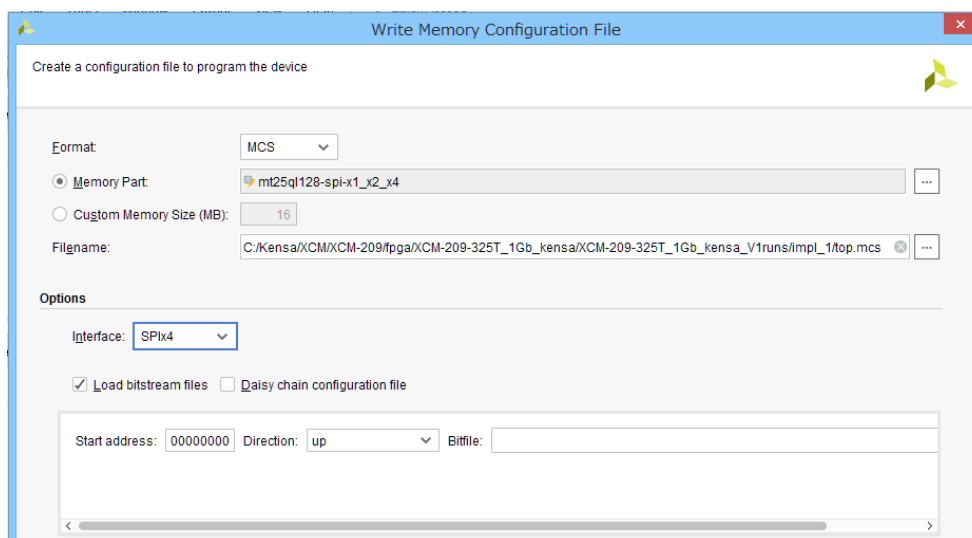 Write Memory Configuration File
Create a configuration file to program the device
Format: MCS
Memory Part: mt25ql128-spi-x1_x2_x4 ...
Custom Memory Size (MB): 16
Filename: C:/Kensa/XCM/XCM-209/fpga/XCM-209-325T_1Gb_kensa/XCM-209-325T_1Gb_kensa_V1runs/impl_1/top.mcs ...
Options
Interface: SPIx4
Load bitstream files Daisy chain configuration file
Start address: 00000000 Direction: up Bitfile: